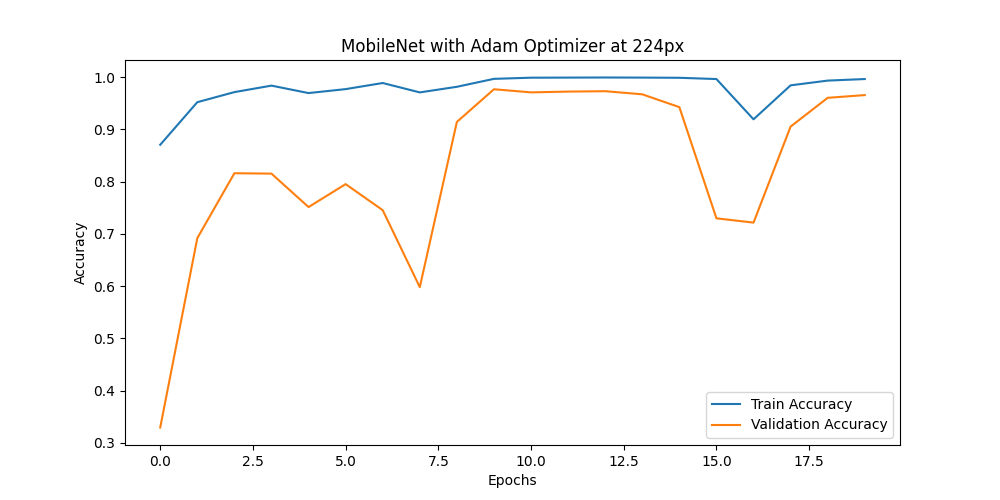 MobileNet with Adam Optimizer at 224px
1.0
0.9
0.8
0.7
0.6
0.5
0.4
0.3
Accuracy
0.0 2.5 5.0 7.5 10.0 12.5 15.0 17.5
Epochs
Train Accuracy
Validation Accuracy